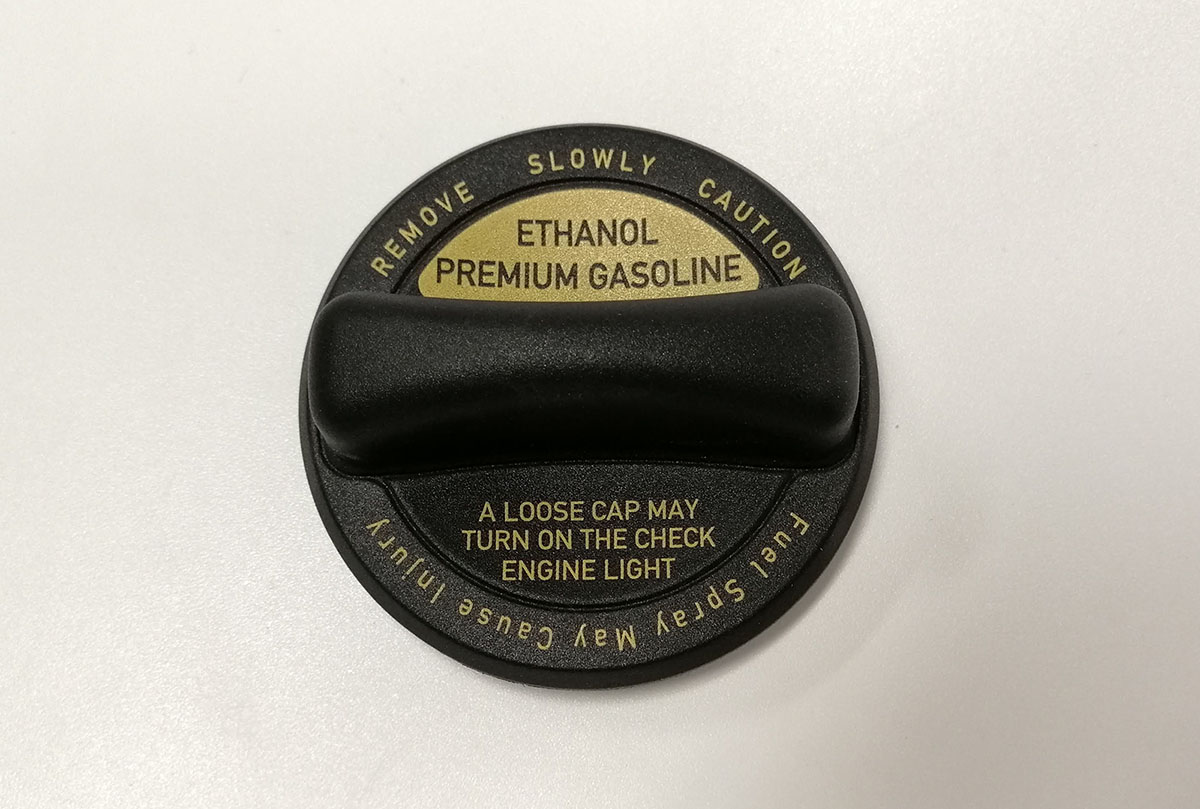 REMOVE SLOWLY CAUTION
ETHANOL
PREMIUM GASOLINE
A LOOSE CAP MAY
TURN ON THE CHECK
ENGINE LIGHT
Fuel Spray May Cause Injury